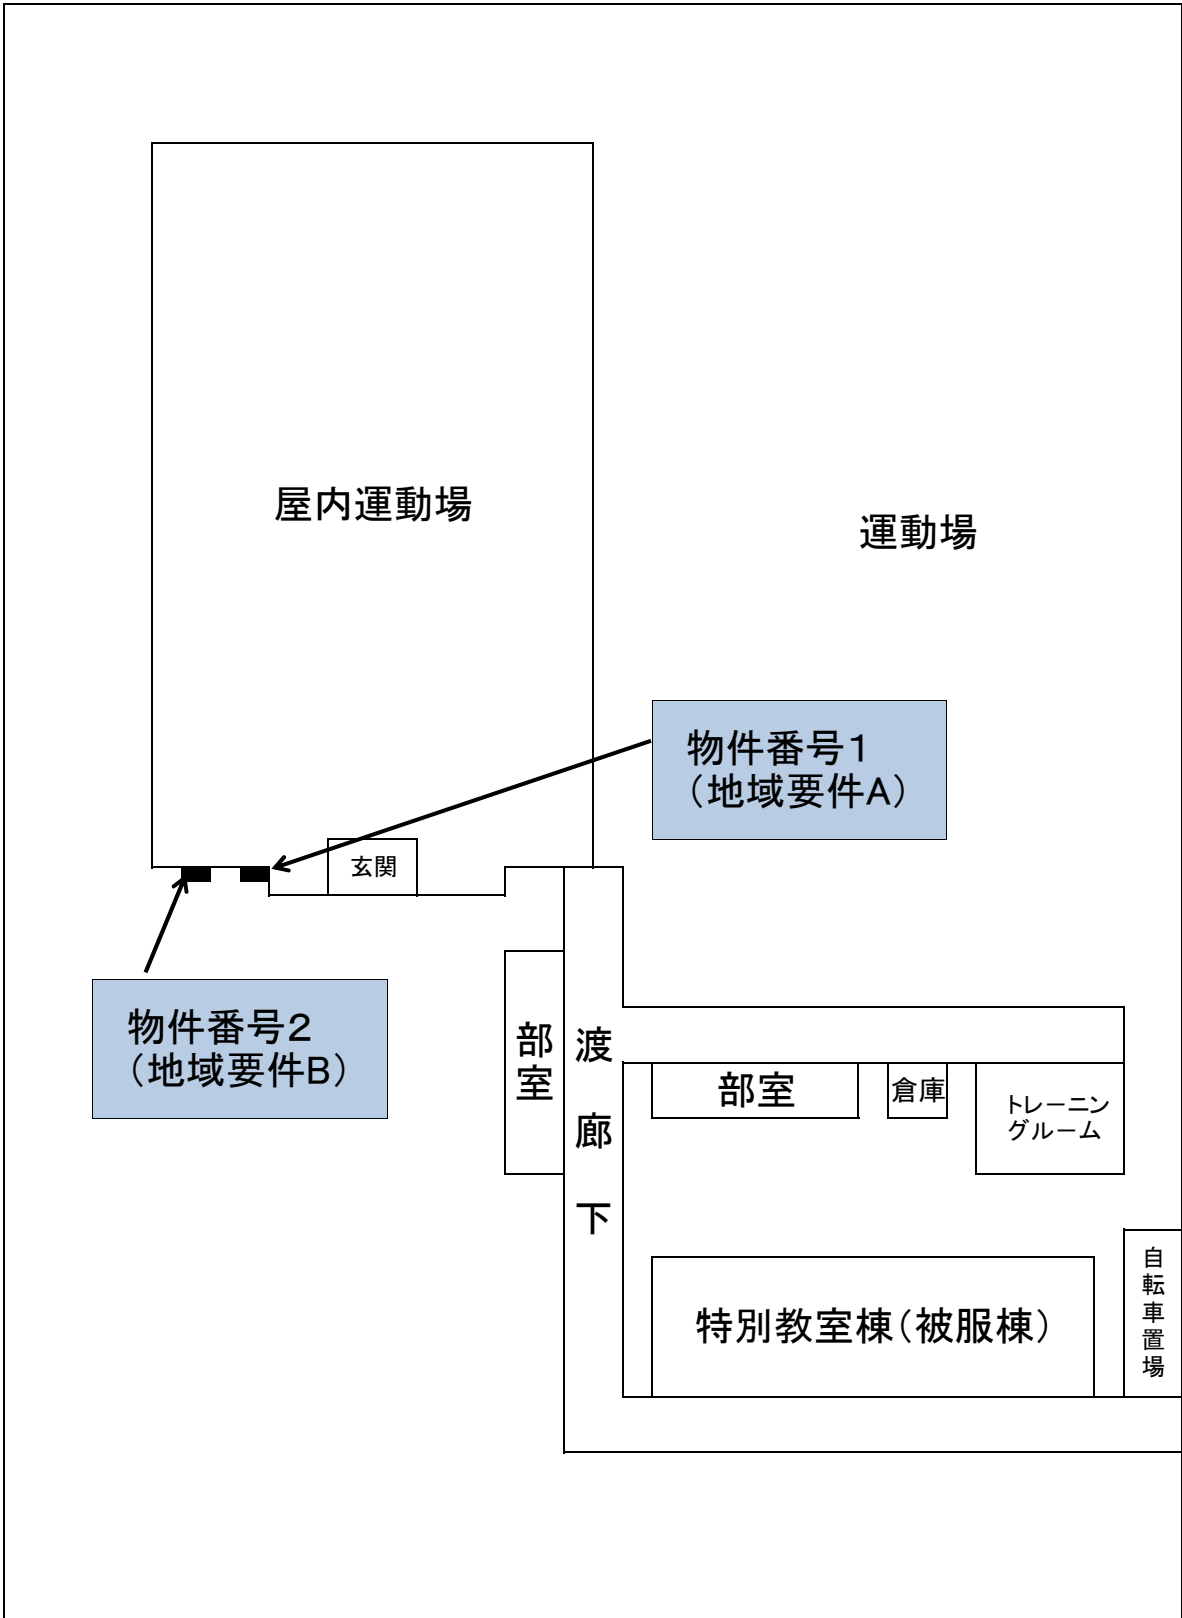 屋内運動場
運動場
物件番号1
（地域要件A）
玄関
物件番号2
（地域要件B）
部室
渡廊下
部室
倉庫
トレーニン
グルーム
特別教室棟（被服棟）
自転車置場